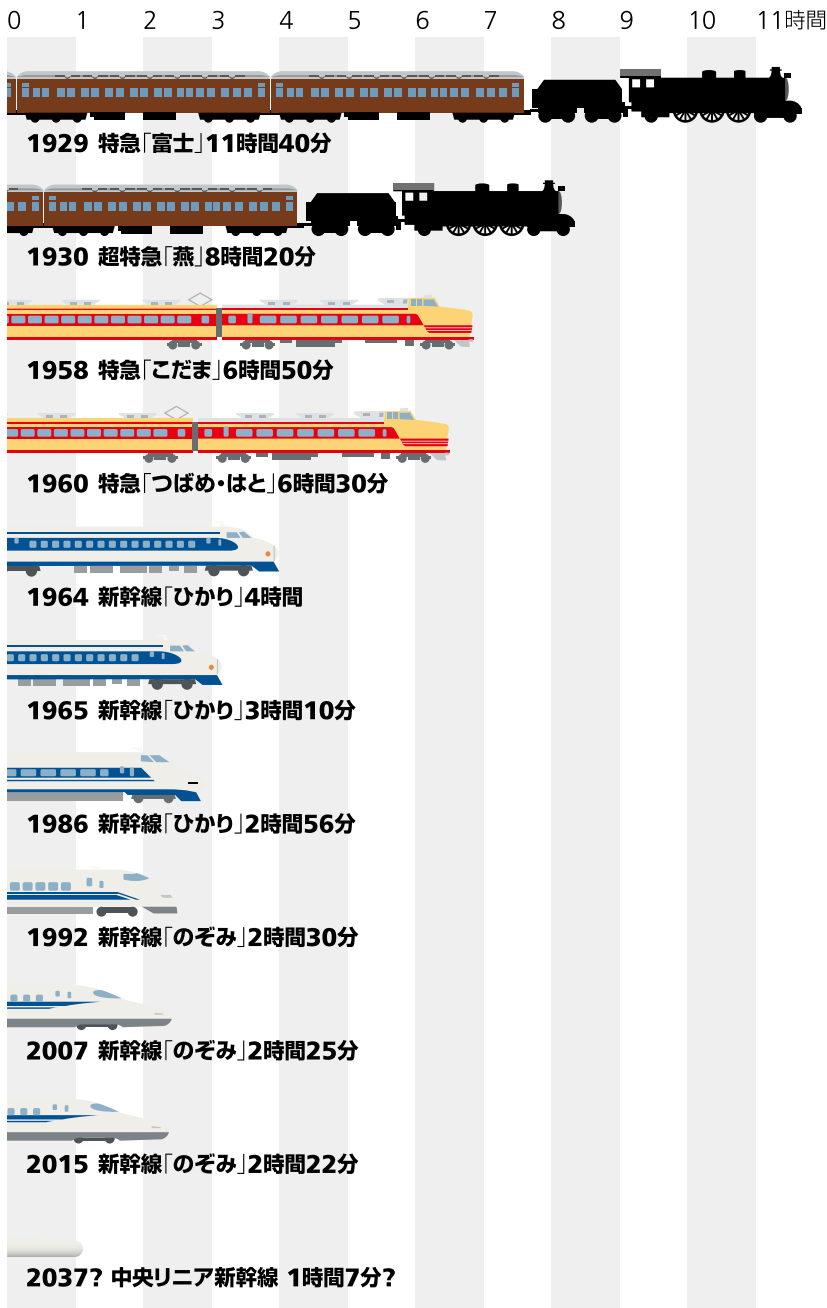 0 1 2 3 4 5 6 7 8 9 10 11時間
1929 特急「富士」11時間40分
1930 超特急「燕」8時間20分
1958 特急「こだま」6時間50分
1960 特急「つばめ・はと」6時間30分
1964 新幹線「ひかり」4時間
1965 新幹線「ひかり」3時間10分
1986 新幹線「ひかり」2時間56分
1992 新幹線「のぞみ」2時間30分
2007 新幹線「のぞみ」2時間25分
2015 新幹線「のぞみ」2時間22分
2037? 中央リニア新幹線 1時間7分?